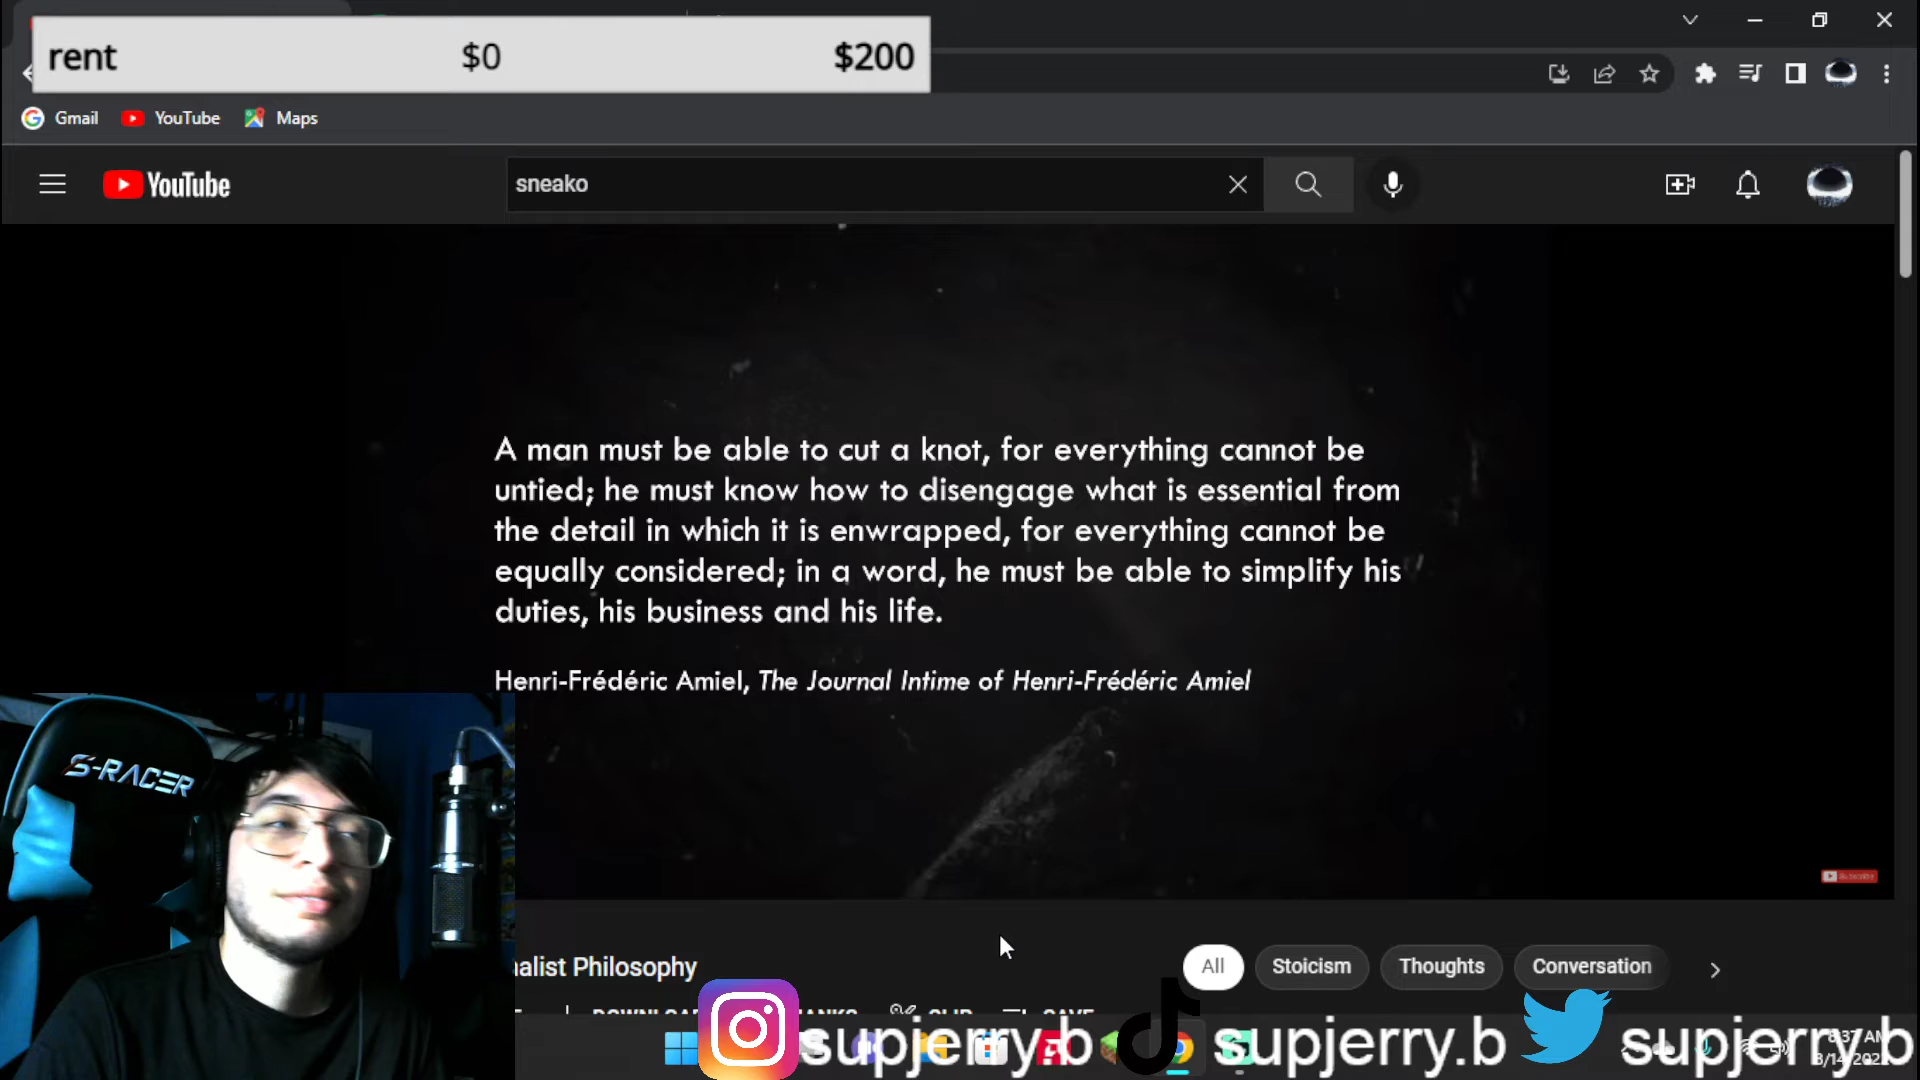 rent $0 $200
Gmail YouTube Maps
YouTube
sneako
A man must be able to cut a knot, for everything cannot be
untied; he must know how to disengage what is essential from
the detail in which it is enwrapped, for everything cannot be
equally considered; in a word, he must be able to simplify his
duties, his business and his life.
Henri-Frédéric Amiel, The Journal Intime of Henri-Frédéric Amiel
S-RACER
Subscribe
alist Philosophy
All Stoicism Thoughts Conversation
CLIP SAVE
supjerry.b supjerry.b supjerry.b